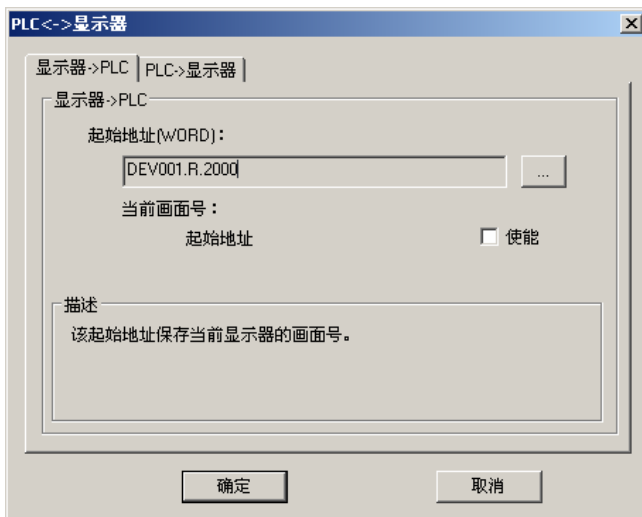 PLC<->显示器
显示器->PLC PLC->显示器
显示器->PLC
起始地址(WORD):
DEV001.R.2000
...
当前画面号:
起始地址
使能
描述
该起始地址保存当前显示器的画面号。
确定
取消